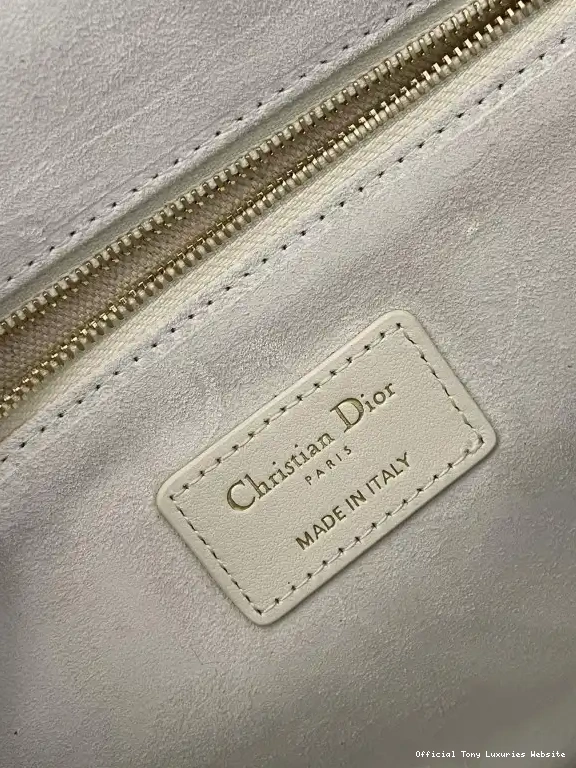 Christian Dior
PARIS
MADE IN ITALY
Official Tony Luxuries Website